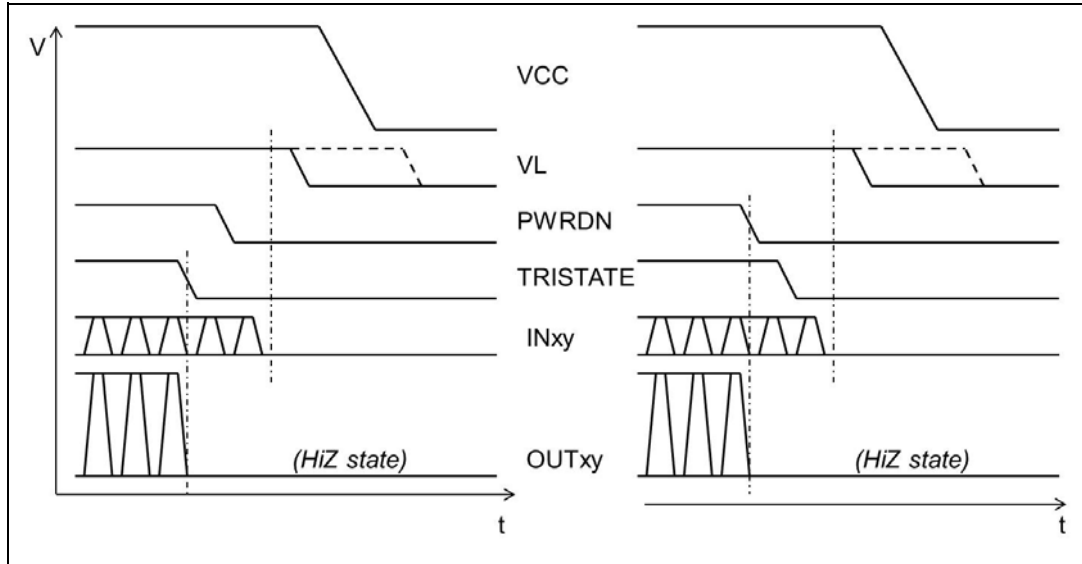 V
VCC
VL
PWRDN
TRISTATE
INxy
(HiZ state)
OUTxy
(HiZ state)
t
t